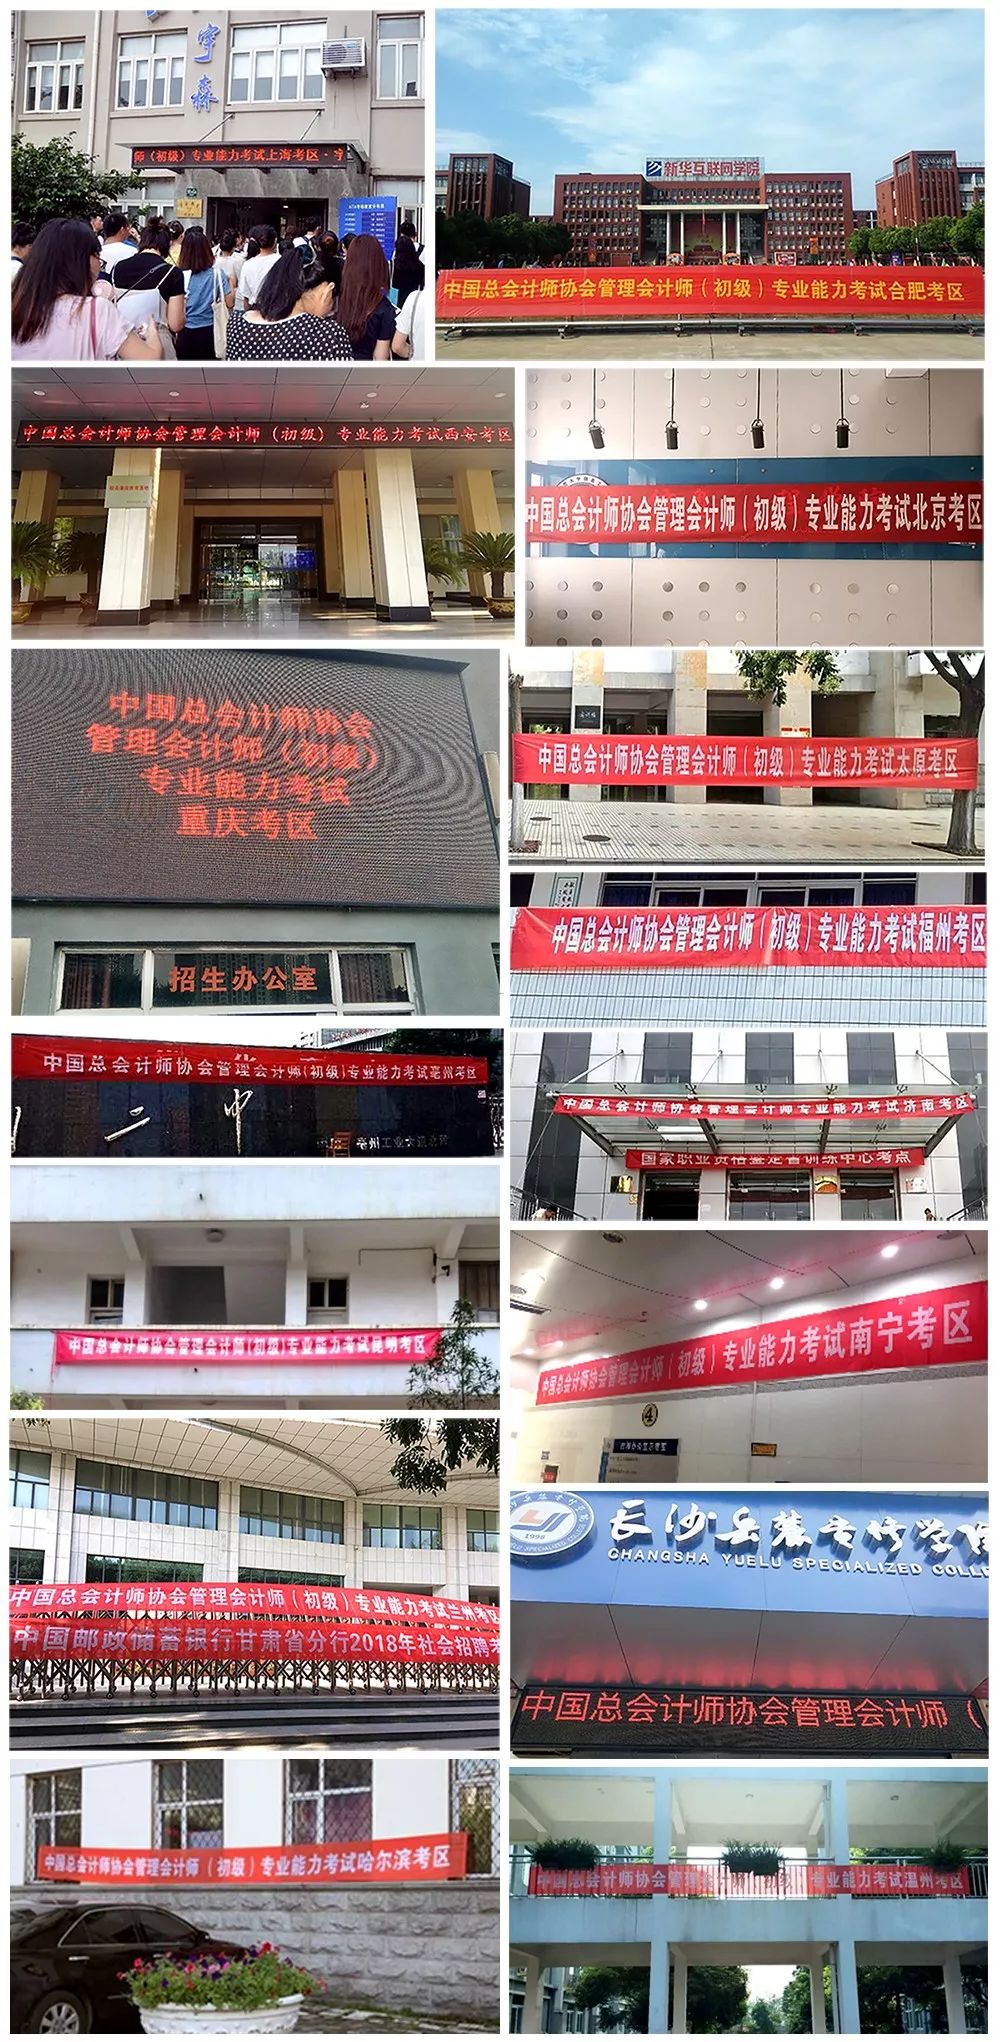 宇森
师（初级）专业能力考试上海考区 - 宇
新华互联网学院
中国总会计师协会管理会计师（初级）专业能力考试合肥考区
中国总会计师协会管理会计师（初级）专业能力考试西安考区
中国总会计师协会管理会计师（初级）专业能力考试北京考区
中国总会计师协会
管理会计师（初级）
专业能力考试
重庆考区
招生办公室
中国总会计师协会管理会计师（初级）专业能力考试太原考区
中国总会计师协会管理会计师（初级）专业能力考试福州考区
中国总会计师协会管理会计师(初级)专业能力考试亳州考区
二中
中国总会计师协会管理会计师专业能力考试济南考区
国家职业资格鉴定省训练中心考点
中国总会计师协会管理会计师(初级)专业能力考试昆明考区
中国总会计师协会管理会计师（初级）专业能力考试南宁考区
4
中国总会计师协会管理会计师（初级）专业能力考试兰州考区
中国邮政储蓄银行甘肃省分行2018年社会招聘考
1998
长沙岳麓专修学院
CHANGSHA YUELU SPECIALIZED COLLE
中国总会计师协会管理会计师（
中国总会计师协会管理会计师（初级）专业能力考试哈尔滨考区
中国总会计师协会管理会计师（初级）专业能力考试温州考区